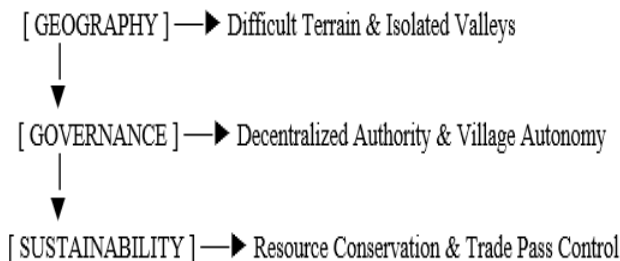 [ GEOGRAPHY ] Difficult Terrain & Isolated Valleys
[ GOVERNANCE ] Decentralized Authority & Village Autonomy
[ SUSTAINABILITY ] Resource Conservation & Trade Pass Control